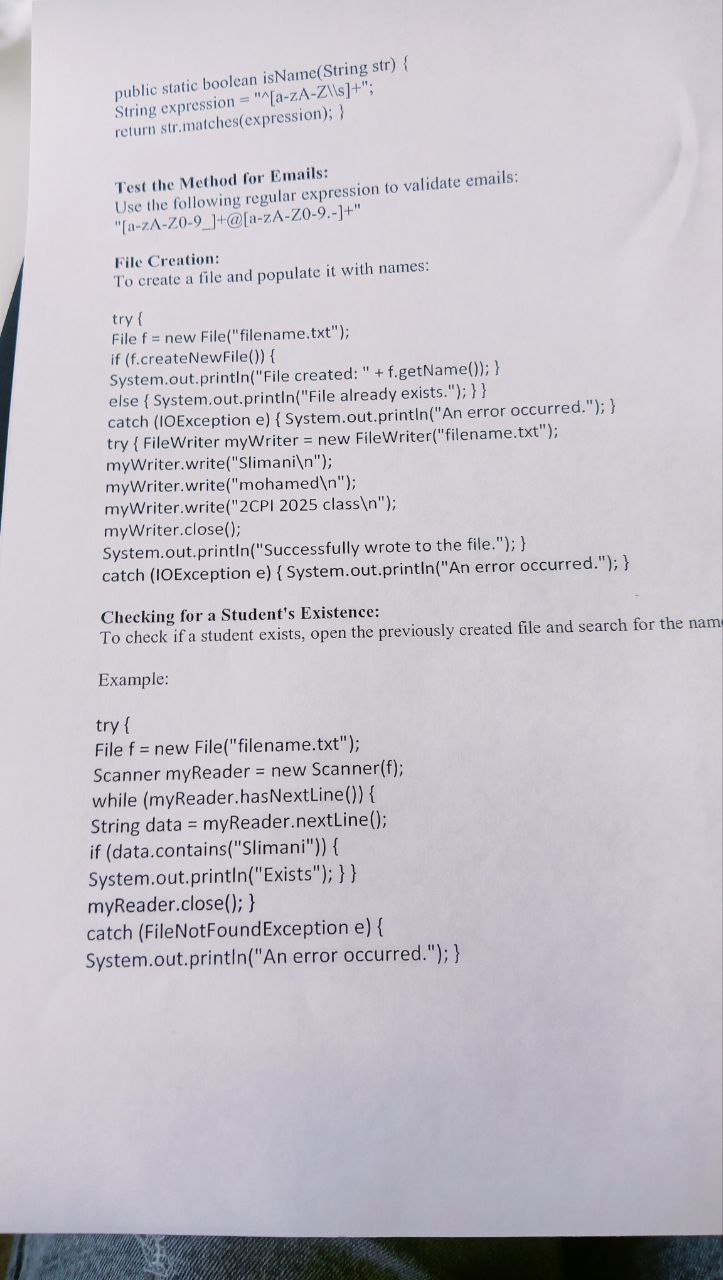 public static boolean isName(String str) {
String expression = "^[a-zA-Z\\s]+";
return str.matches(expression); }
Test the Method for Emails:
Use the following regular expression to validate emails:
"[a-zA-Z0-9_]+@[a-zA-Z0-9.-]+"
File Creation:
To create a file and populate it with names:
try {
File f = new File("filename.txt");
if (f.createNewFile()) {
System.out.println("File created: " + f.getName()); }
else { System.out.println("File already exists."); } }
catch (IOException e) { System.out.println("An error occurred."); }
try { FileWriter myWriter = new FileWriter("filename.txt");
myWriter.write("Slimani\n");
myWriter.write("mohamed\n");
myWriter.write("2CPI 2025 class\n");
myWriter.close();
System.out.println("Successfully wrote to the file."); }
catch (IOException e) { System.out.println("An error occurred."); }
Checking for a Student's Existence:
To check if a student exists, open the previously created file and search for the
Example:
try {
File f = new File("filename.txt");
Scanner myReader = new Scanner(f);
while (myReader.hasNextLine()) {
String data = myReader.nextLine();
if (data.contains("Slimani")) {
System.out.println("Exists"); } }
myReader.close(); }
catch (FileNotFoundException e) {
System.out.println("An error occurred."); }